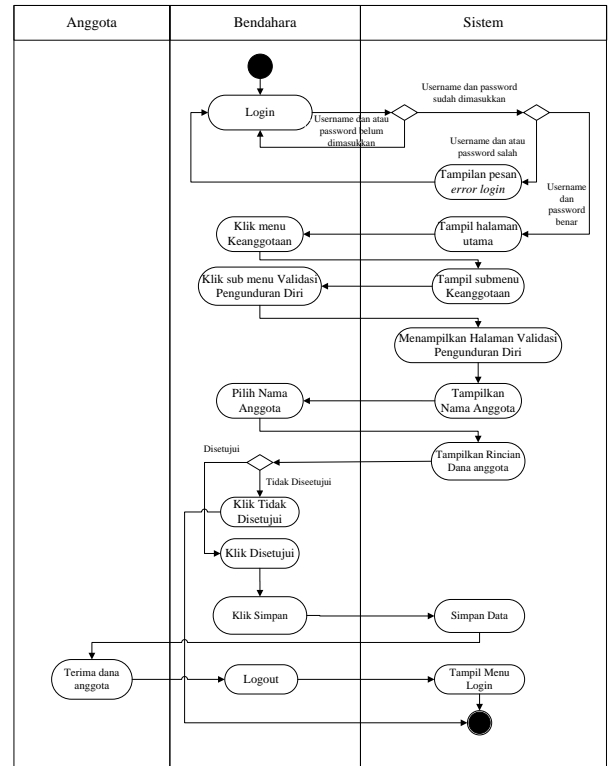 Anggota
Bendahara
Sistem
Login
Username dan password
sudah dimasukkan
Username dan atau
password belum
dimasukkan
Username dan atau
password salah
Tampilan pesan
error login
Username
dan
password
benar
Klik menu
Keanggotaan
Tampil halaman
utama
Klik sub menu Validasi
Pengunduran Diri
Tampil submenu
Keanggotaan
Menampilkan Halaman Validasi
Pengunduran Diri
Pilih Nama
Anggota
Tampilkan
Nama Anggota
Tampilkan Rincian
Dana anggota
Disetujui
Tidak Diseetujui
Klik Tidak
Disetujui
Klik Disetujui
Klik Simpan
Simpan Data
Terima dana
anggota
Logout
Tampil Menu
Login